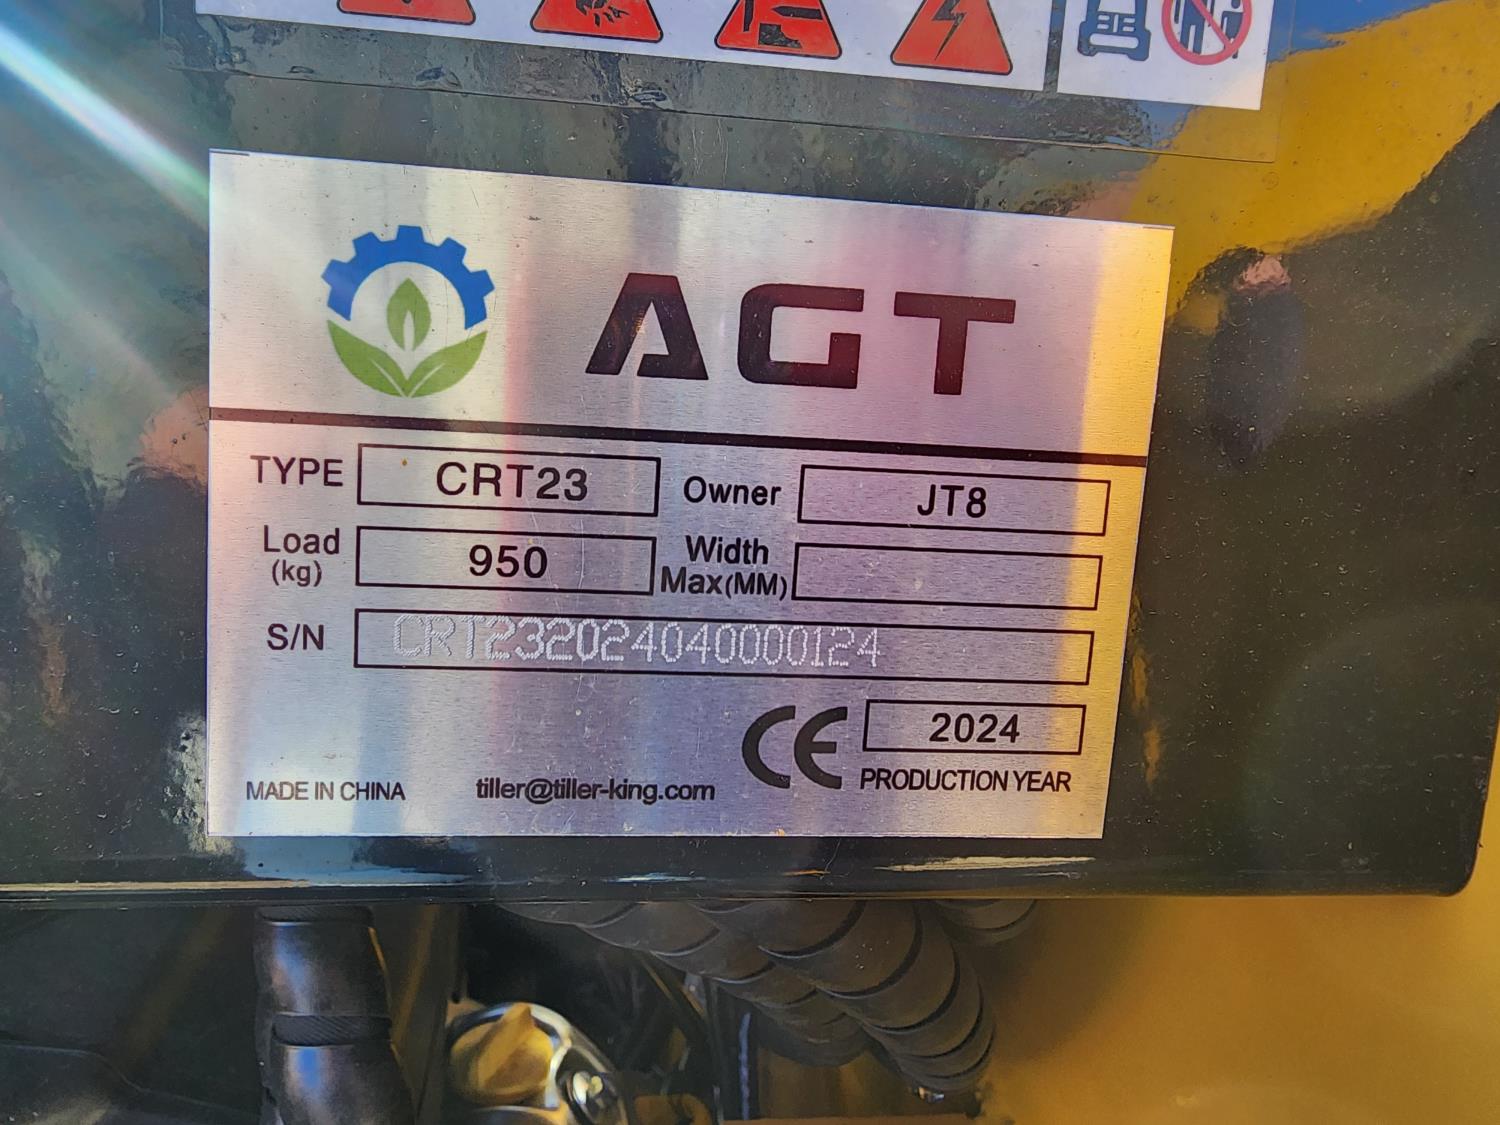 AGT
TYPE CRT23 Owner JT8
Load (kg) 950 Width Max(MM)
S/N CRT232024040000124
CE 2024
MADE IN CHINA tiller@tiller-king.com PRODUCTION YEAR